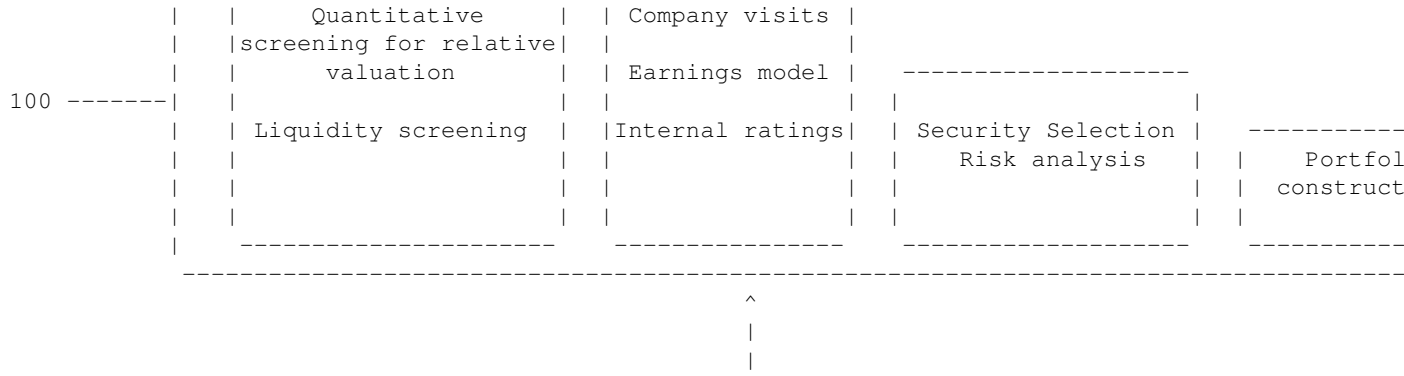 Quantitative Company visits
screening for relative
valuation Earnings model
100
Liquidity screening Internal ratings Security Selection
Risk analysis Portfol
construct